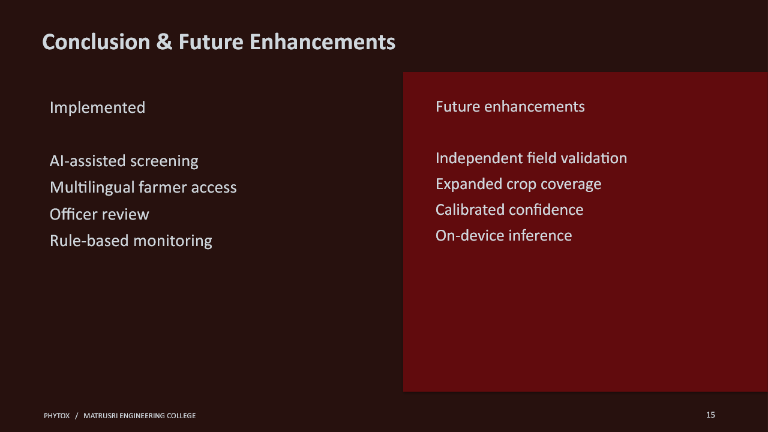 Conclusion & Future Enhancements
Implemented
AI-assisted screening
Multilingual farmer access
Officer review
Rule-based monitoring
Future enhancements
Independent field validation
Expanded crop coverage
Calibrated confidence
On-device inference
PHYTOX / MATRUSRI ENGINEERING COLLEGE
15